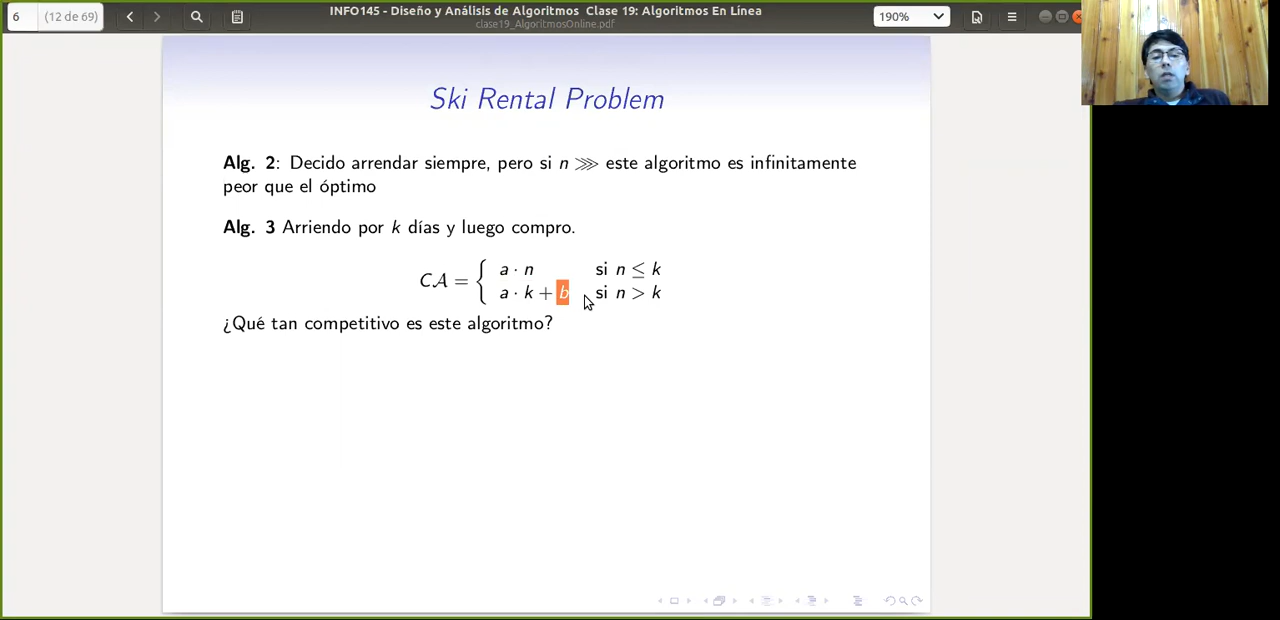 6 (12 de 69) INFO145 - Diseño y Análisis de Algoritmos Clase 19: Algoritmos En Línea 190%
clase19_AlgoritmosOnline.pdf
Ski Rental Problem
Alg. 2: Decido arrendar siempre, pero si n ⋙ este algoritmo es infinitamente
peor que el óptimo
Alg. 3 Arriendo por k días y luego compro.
C𝒜 = { a · n si n ≤ k
a · k + b si n > k
¿Qué tan competitivo es este algoritmo?